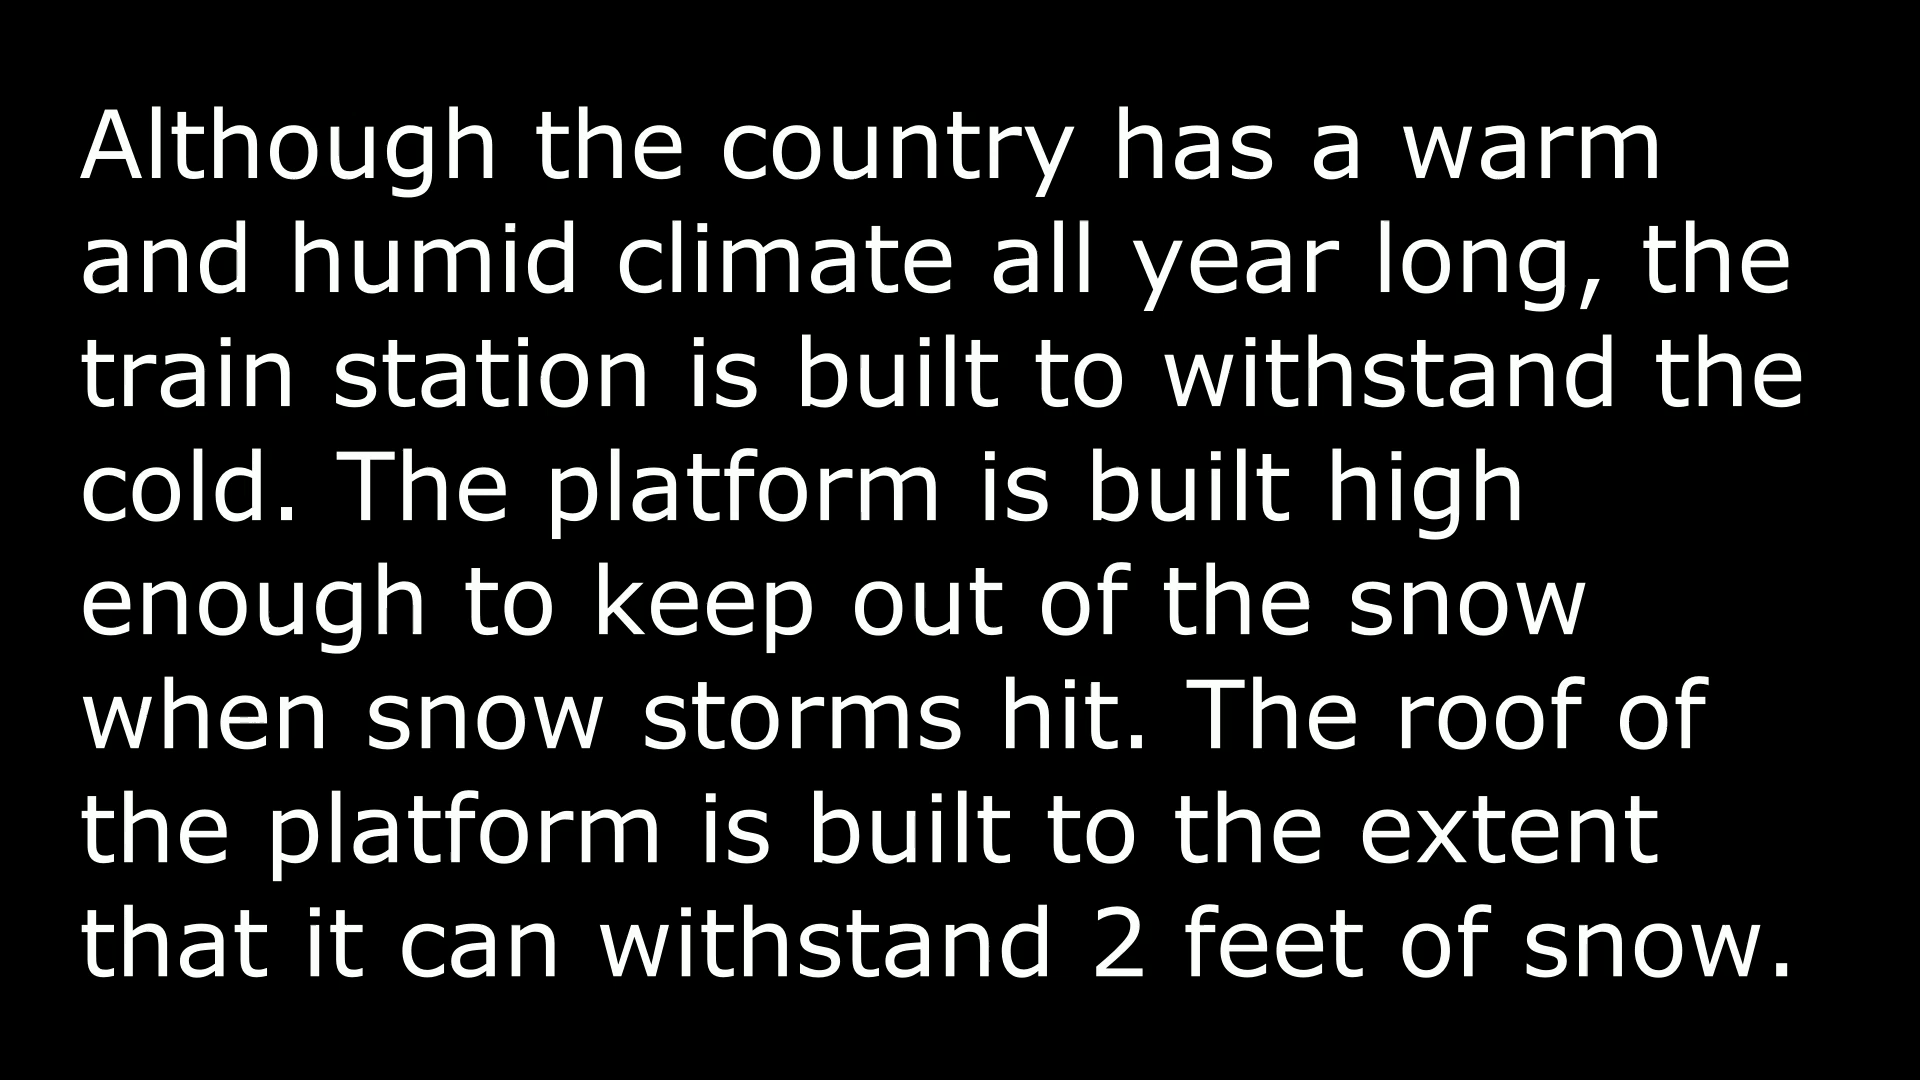 Although the country has a warm
and humid climate all year long, the
train station is built to withstand the
cold. The platform is built high
enough to keep out of the snow
when snow storms hit. The roof of
the platform is built to the extent
that it can withstand 2 feet of snow.